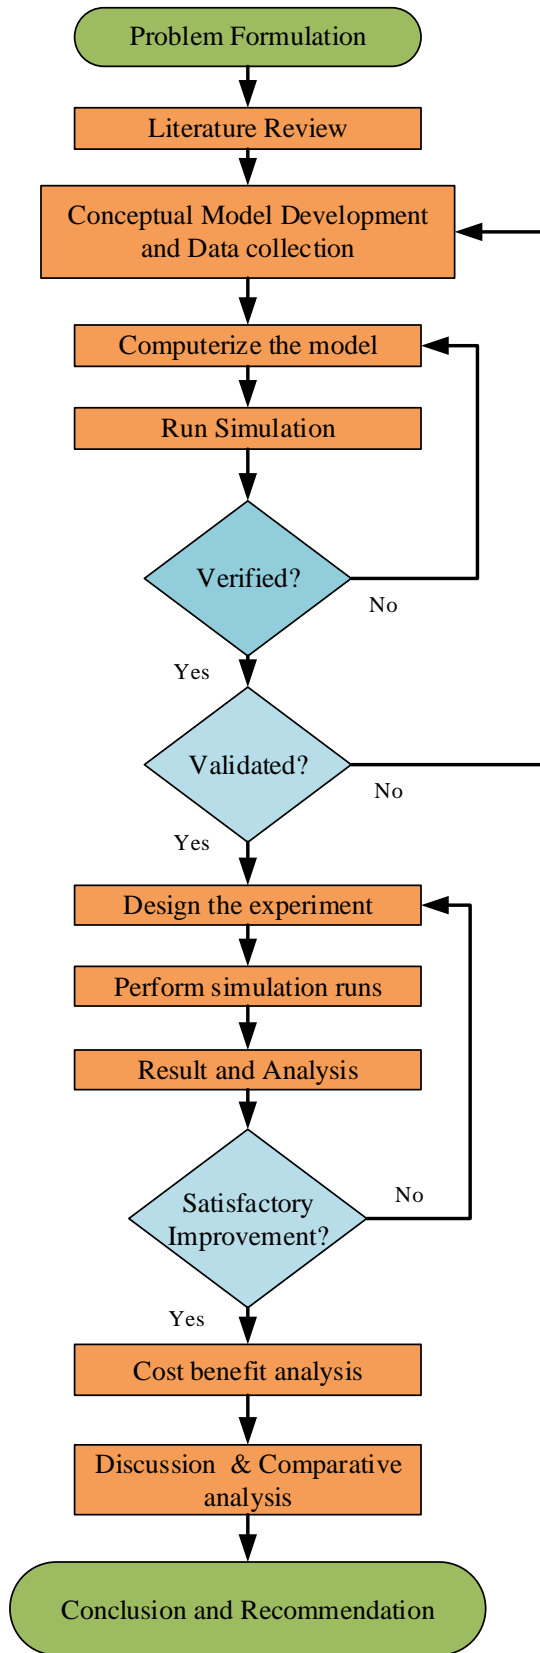 Problem Formulation
Literature Review
Conceptual Model Development
and Data collection
Computerize the model
Run Simulation
Verified?
No
Yes
Validated?
No
Yes
Design the experiment
Perform simulation runs
Result and Analysis
Satisfactory
Improvement?
No
Yes
Cost benefit analysis
Discussion & Comparative
analysis
Conclusion and Recommendation